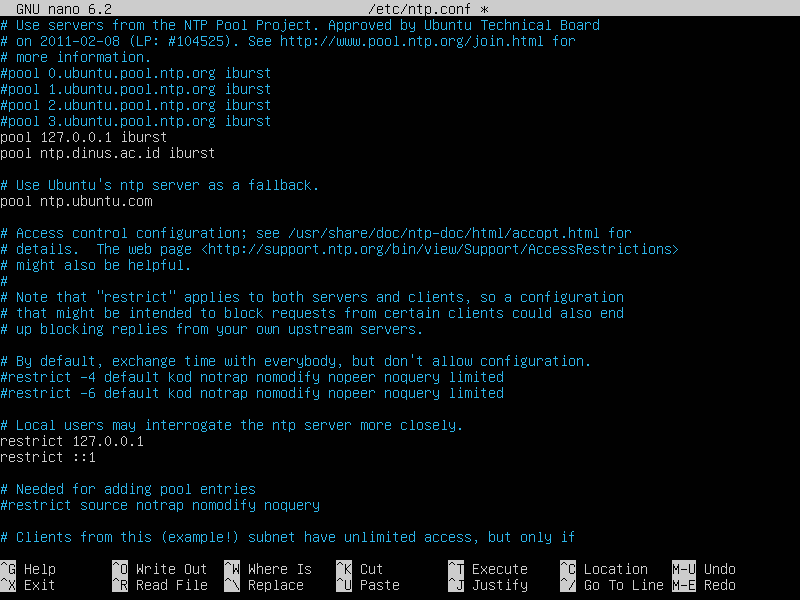 GNU nano 6.2 /etc/ntp.conf *
# Use servers from the NTP Pool Project. Approved by Ubuntu Technical Board
# on 2011-02-08 (LP: #104525). See http://www.pool.ntp.org/join.html for
# more information.
#pool 0.ubuntu.pool.ntp.org iburst
#pool 1.ubuntu.pool.ntp.org iburst
#pool 2.ubuntu.pool.ntp.org iburst
#pool 3.ubuntu.pool.ntp.org iburst
pool 127.0.0.1 iburst
pool ntp.dinus.ac.id iburst
# Use Ubuntu's ntp server as a fallback.
pool ntp.ubuntu.com
# Access control configuration; see /usr/share/doc/ntp-doc/html/accopt.html for
# details.  The web page <http://support.ntp.org/bin/view/Support/AccessRestrictions>
# might also be helpful.
#
# Note that "restrict" applies to both servers and clients, so a configuration
# that might be intended to block requests from certain clients could also end
# up blocking replies from your own upstream servers.
# By default, exchange time with everybody, but don't allow configuration.
#restrict -4 default kod notrap nomodify nopeer noquery limited
#restrict -6 default kod notrap nomodify nopeer noquery limited
# Local users may interrogate the ntp server more closely.
restrict 127.0.0.1
restrict ::1
# Needed for adding pool entries
#restrict source notrap nomodify noquery
# Clients from this (example!) subnet have unlimited access, but only if
^G Help ^O Write Out ^W Where Is ^K Cut ^T Execute ^C Location M-U Undo
^X Exit ^R Read File ^\ Replace ^U Paste ^J Justify ^/ Go To Line M-E Redo